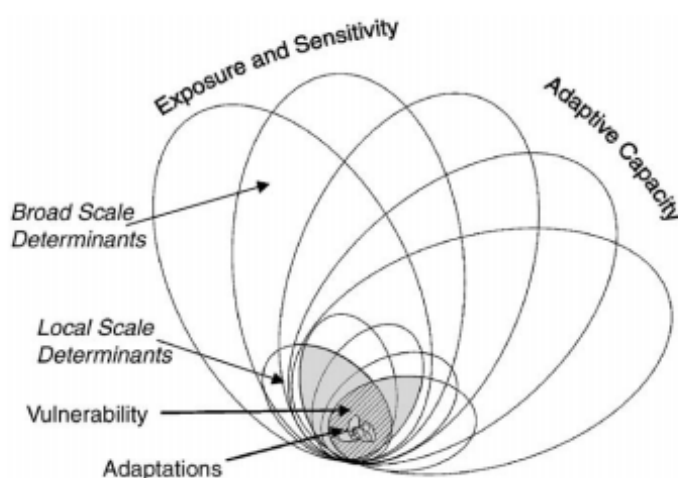 Exposure and Sensitivity
Adaptive Capacity
Broad Scale
Determinants
Local Scale
Determinants
Vulnerability
Adaptations